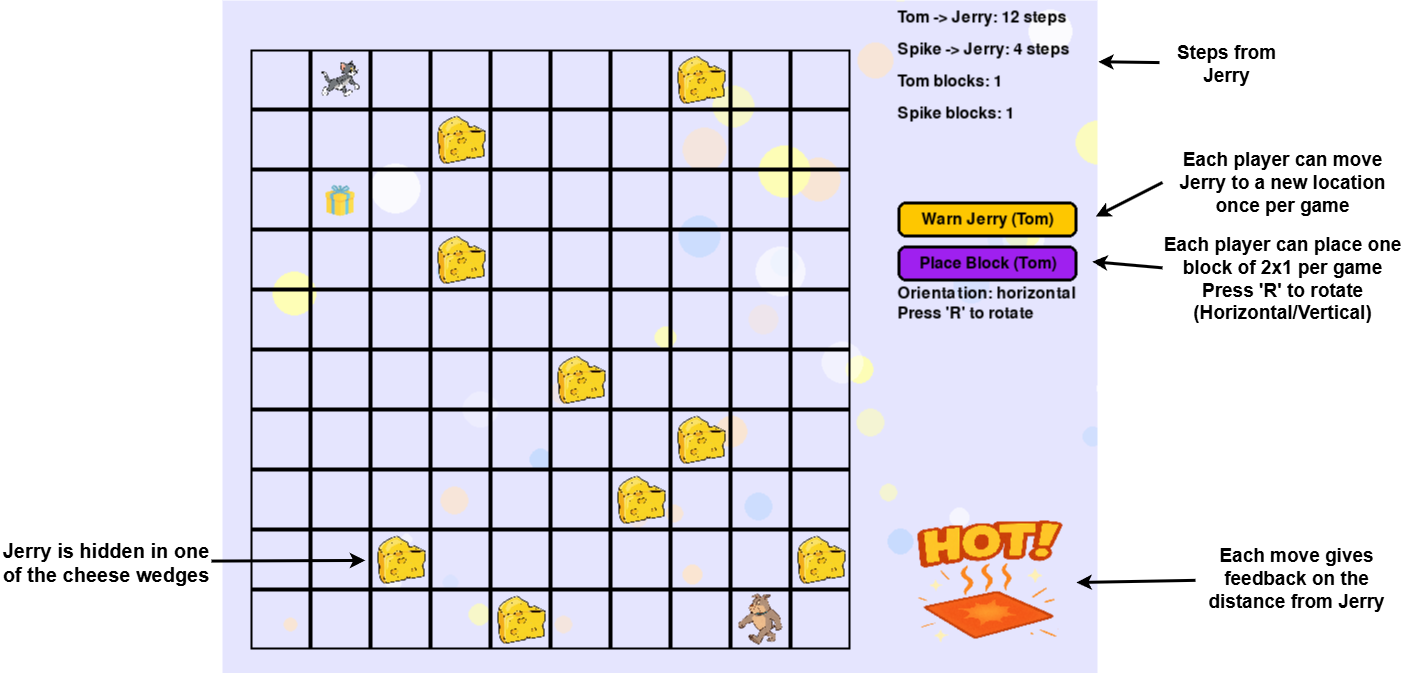 Tom -> Jerry: 12 steps
Spike -> Jerry: 4 steps
Tom blocks: 1
Spike blocks: 1
Steps from
Jerry
Each player can move
Jerry to a new location
once per game
Warn Jerry (Tom)
Place Block (Tom)
Orientation: horizontal
Press 'R' to rotate
Each player can place one
block of 2x1 per game
Press 'R' to rotate
(Horizontal/Vertical)
Jerry is hidden in one
of the cheese wedges
HOT!
Each move gives
feedback on the
distance from Jerry